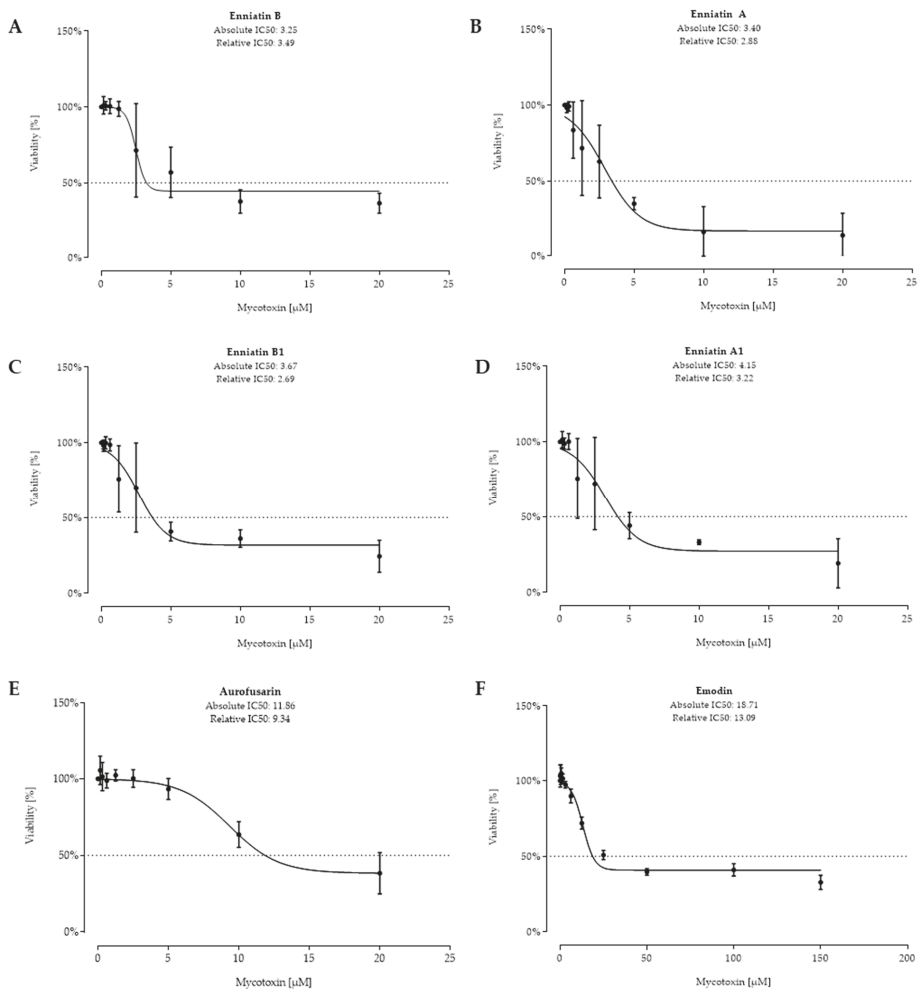 A
Enniatin B
Absolute IC50: 3.25
Relative IC50: 3.49
150%
100%
50%
0%
Viability [%]
0 5 10 15 20 25
Mycotoxin [μM]
B
Enniatin A
Absolute IC50: 3.40
Relative IC50: 2.88
150%
100%
50%
0%
Viability [%]
0 5 10 15 20 25
Mycotoxin [μM]
C
Enniatin B1
Absolute IC50: 3.67
Relative IC50: 2.69
150%
100%
50%
0%
Viability [%]
0 5 10 15 20 25
Mycotoxin [μM]
D
Enniatin A1
Absolute IC50: 4.15
Relative IC50: 3.22
150%
100%
50%
0%
Viability [%]
0 5 10 15 20 25
Mycotoxin [μM]
E
Aurofusarin
Absolute IC50: 11.86
Relative IC50: 9.34
150%
100%
50%
0%
Viability [%]
0 5 10 15 20 25
Mycotoxin [μM]
F
Emodin
Absolute IC50: 18.71
Relative IC50: 13.09
150%
100%
50%
0%
Viability [%]
0 50 100 150 200
Mycotoxin [μM]